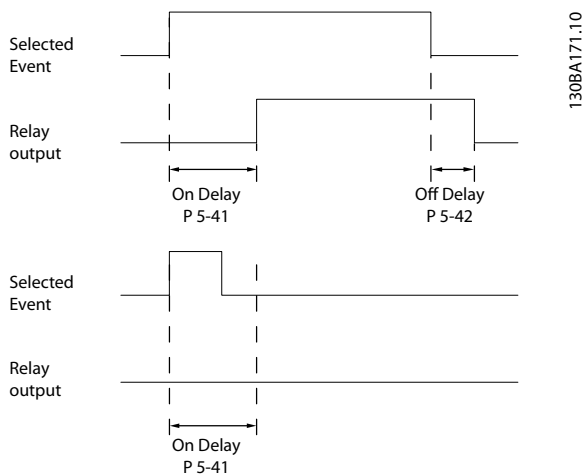 Selected
Event
130BA171.10
Relay
output
On Delay
P 5-41
Off Delay
P 5-42
Selected
Event
Relay
output
On Delay
P 5-41